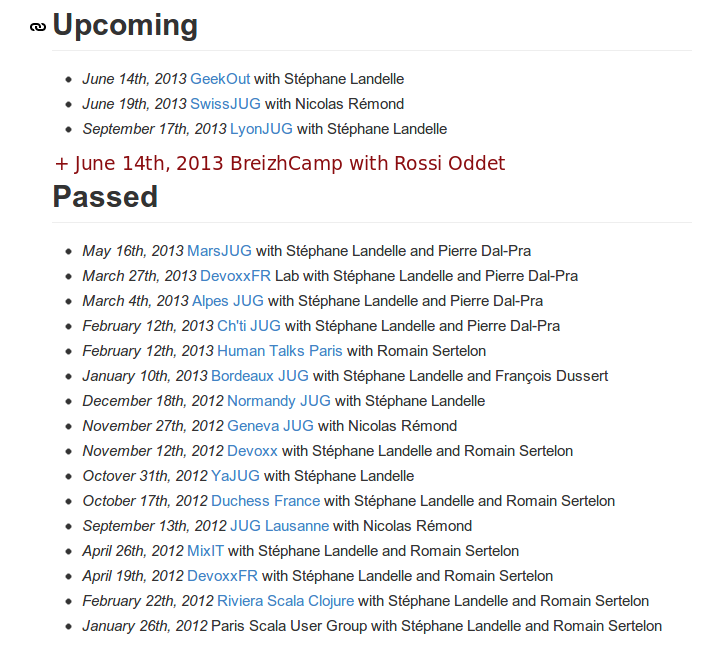 Upcoming
June 14th, 2013 GeekOut with Stéphane Landelle
June 19th, 2013 SwissJUG with Nicolas Rémond
September 17th, 2013 LyonJUG with Stéphane Landelle
+ June 14th, 2013 BreizhCamp with Rossi Oddet
Passed
May 16th, 2013 MarsJUG with Stéphane Landelle and Pierre Dal-Pra
March 27th, 2013 DevoxxFR Lab with Stéphane Landelle and Pierre Dal-Pra
March 4th, 2013 Alpes JUG with Stéphane Landelle and Pierre Dal-Pra
February 12th, 2013 Ch'ti JUG with Stéphane Landelle and Pierre Dal-Pra
February 12th, 2013 Human Talks Paris with Romain Sertelon
January 10th, 2013 Bordeaux JUG with Stéphane Landelle and François Dussert
December 18th, 2012 Normandy JUG with Stéphane Landelle
November 27th, 2012 Geneva JUG with Nicolas Rémond
November 12th, 2012 Devoxx with Stéphane Landelle and Romain Sertelon
Octover 31th, 2012 YaJUG with Stéphane Landelle
October 17th, 2012 Duchess France with Stéphane Landelle and Romain Sertelon
September 13th, 2012 JUG Lausanne with Nicolas Rémond
April 26th, 2012 MixIT with Stéphane Landelle and Romain Sertelon
April 19th, 2012 DevoxxFR with Stéphane Landelle and Romain Sertelon
February 22th, 2012 Riviera Scala Clojure with Stéphane Landelle and Romain Sertelon
January 26th, 2012 Paris Scala User Group with Stéphane Landelle and Romain Sertelon